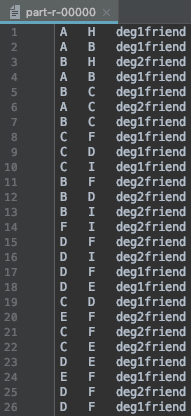 part-r-00000
1 A H deg1friend
2 A B deg1friend
3 B H deg2friend
4 A B deg1friend
5 B C deg1friend
6 A C deg2friend
7 B C deg1friend
8 C F deg1friend
9 C D deg1friend
10 C I deg1friend
11 B F deg2friend
12 B D deg2friend
13 B I deg2friend
14 F I deg2friend
15 D F deg2friend
16 D I deg2friend
17 D F deg1friend
18 D E deg1friend
19 C D deg1friend
20 E F deg2friend
21 C F deg2friend
22 C E deg2friend
23 D E deg1friend
24 E F deg1friend
25 D F deg2friend
26 D F deg1friend